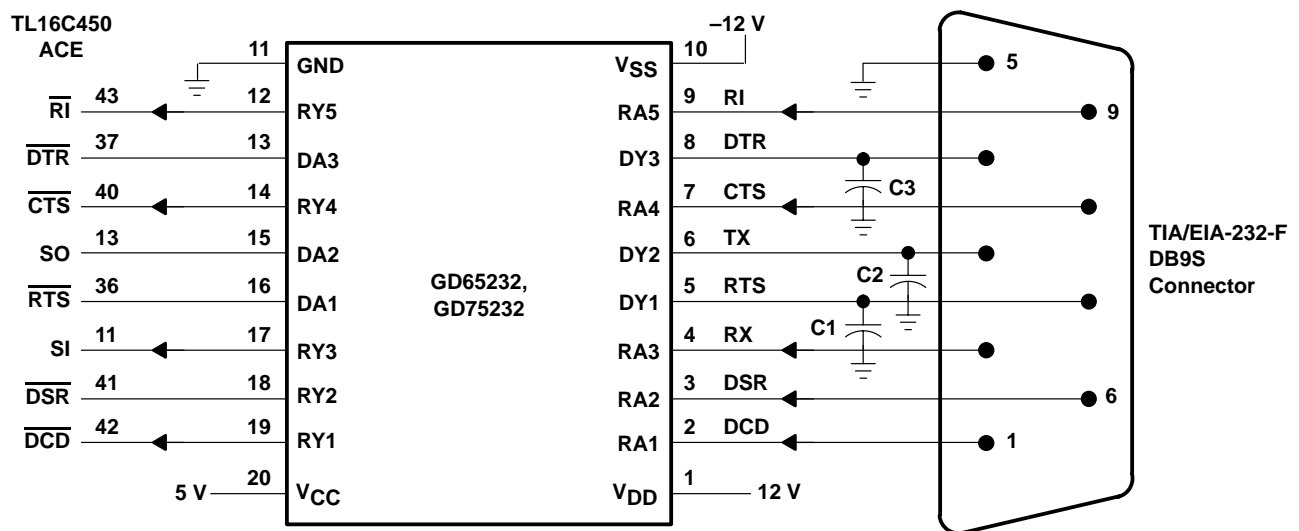 TL16C450
ACE
–12 V
11 GND VSS 10 5
RI 43 12 RY5 RA5 9 RI 9
DTR 37 13 DA3 DY3 8 DTR
C3
CTS 40 14 RY4 RA4 7 CTS
SO 13 15 DA2 DY2 6 TX
C2
GD65232,
GD75232
TIA/EIA-232-F
DB9S
Connector
RTS 36 16 DA1 DY1 5 RTS
C1
SI 11 17 RY3 RA3 4 RX
DSR 41 18 RY2 RA2 3 DSR 6
DCD 42 19 RY1 RA1 2 DCD 1
5 V 20 VCC VDD 1 12 V